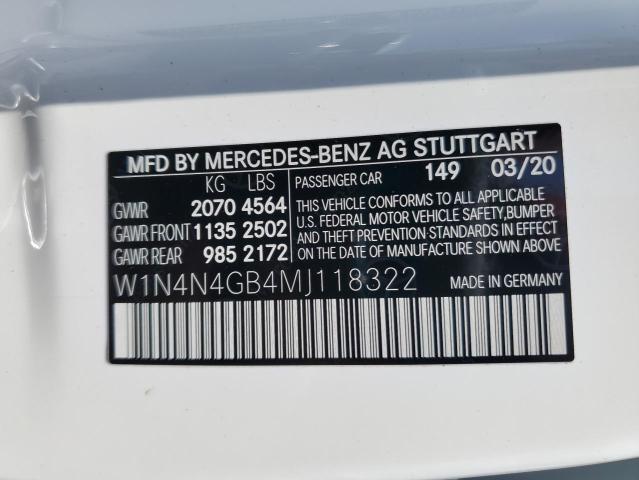 MFD BY MERCEDES-BENZ AG STUTTGART
KG LBS PASSENGER CAR 149 03/20
GVWR 2070 4564
GAWR FRONT 1135 2502
GAWR REAR 985 2172
THIS VEHICLE CONFORMS TO ALL APPLICABLE
U.S. FEDERAL MOTOR VEHICLE SAFETY,BUMPER
AND THEFT PREVENTION STANDARDS IN EFFECT
ON THE DATE OF MANUFACTURE SHOWN ABOVE.
W1N4N4GB4MJ118322
MADE IN GERMANY